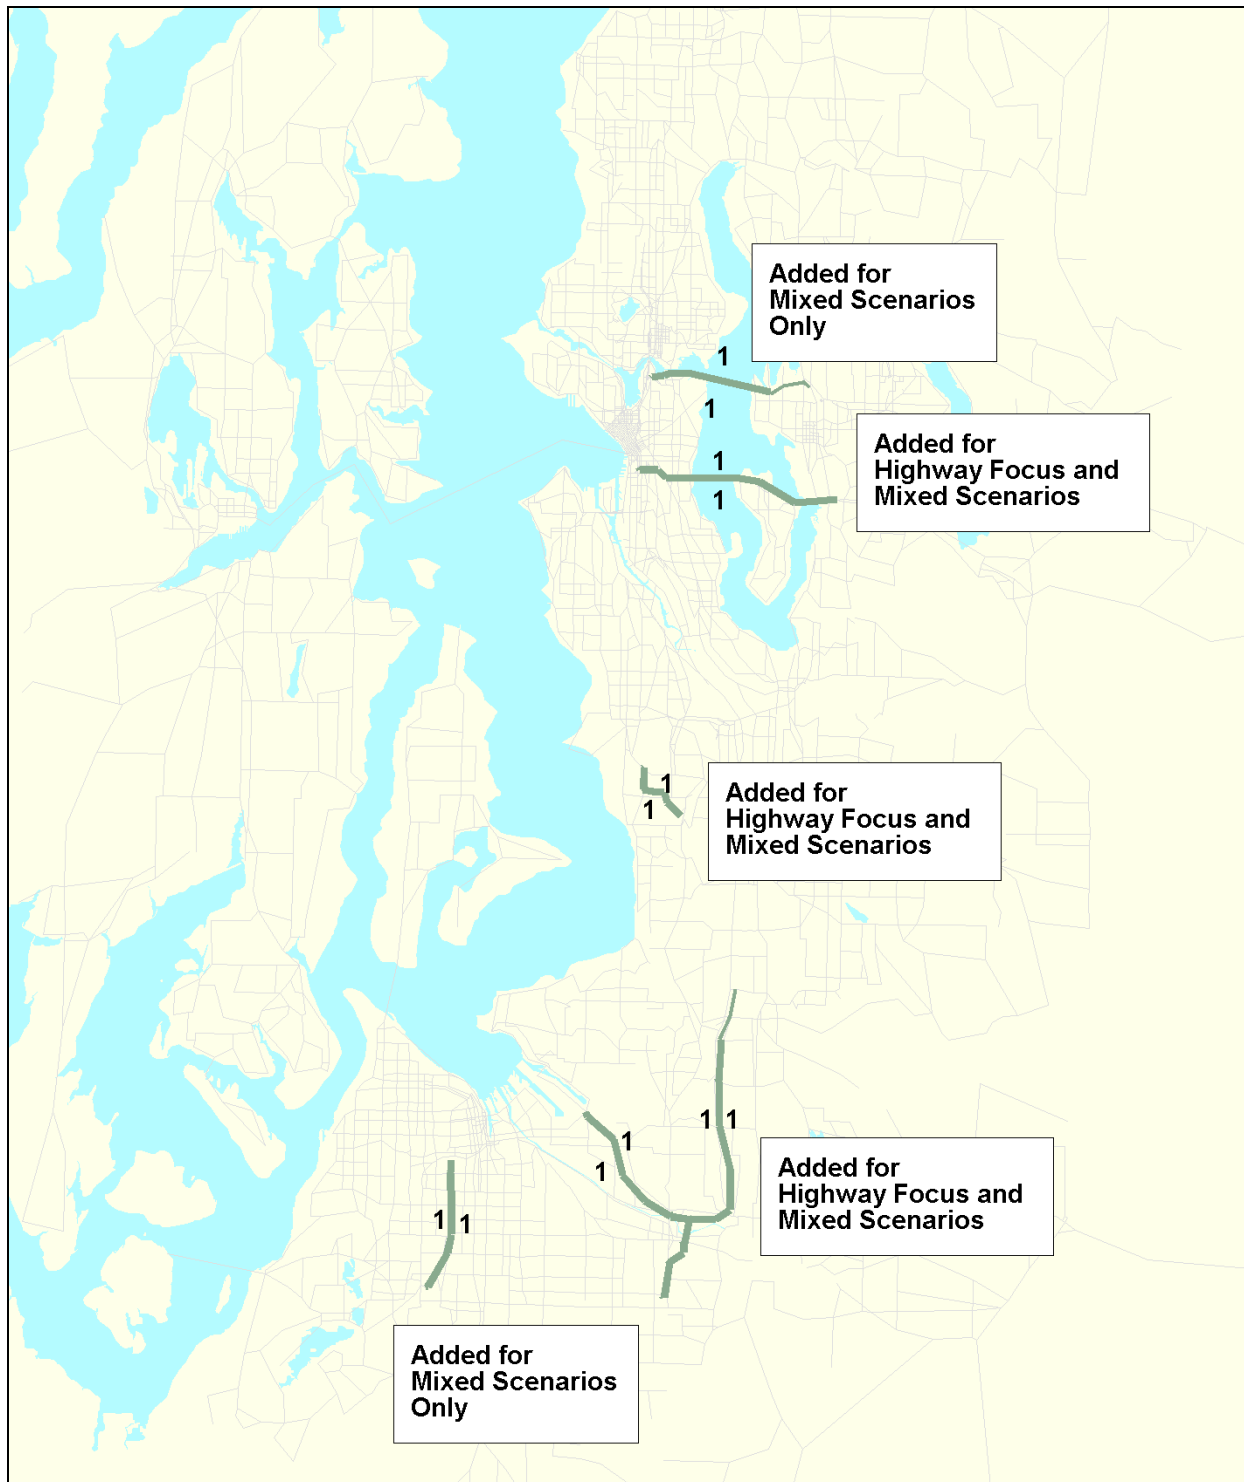 Added for
Mixed Scenarios
Only
1
1
Added for
Highway Focus and
Mixed Scenarios
1
1
Added for
Highway Focus and
Mixed Scenarios
1
1
1 1
1
1
Added for
Highway Focus and
Mixed Scenarios
1 1
Added for
Mixed Scenarios
Only